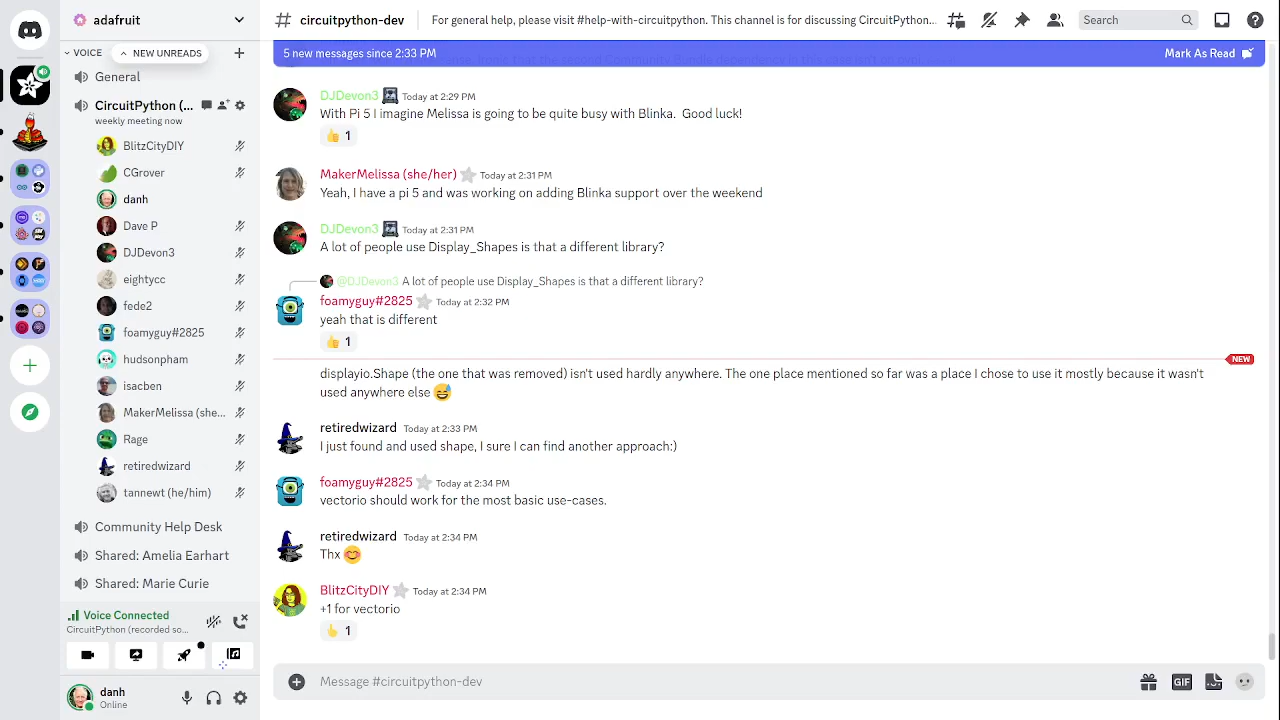 adafruit
VOICE
NEW UNREADS
General
CircuitPython (...
weekly meeting now
BlitzCityDIY
CGrover
danh
Dave P
DJDevon3
eightycc
fede2
foamyguy#2825
hudsonpham
isacben
MakerMelissa (she...
Rage
retiredwizard
tannewt (he/him)
Community Help Desk
Shared: Amelia Earhart
Shared: Marie Curie
Voice Connected
CircuitPython (recorded so...
danh
Online
circuitpython-dev
For general help, please visit #help-with-circuitpython. This channel is for discussing CircuitPython...
Search
5 new messages since 2:33 PM
Mark As Read
DJDevon3 Today at 2:29 PM
With Pi 5 I imagine Melissa is going to be quite busy with Blinka. Good luck!
👍 1
MakerMelissa (she/her) Today at 2:31 PM
Yeah, I have a pi 5 and was working on adding Blinka support over the weekend
DJDevon3 Today at 2:31 PM
A lot of people use Display_Shapes is that a different library?
@DJDevon3 A lot of people use Display_Shapes is that a different library?
foamyguy#2825 Today at 2:32 PM
yeah that is different
👍 1
NEW
displayio.Shape (the one that was removed) isn't used hardly anywhere. The one place mentioned so far was a place I chose to use it mostly because it wasn't
used anywhere else 😅
retiredwizard Today at 2:33 PM
I just found and used shape, I sure I can find another approach:)
foamyguy#2825 Today at 2:34 PM
vectorio should work for the most basic use-cases.
retiredwizard Today at 2:34 PM
Thx 😊
BlitzCityDIY Today at 2:34 PM
+1 for vectorio
👆 1
Message #circuitpython-dev
GIF